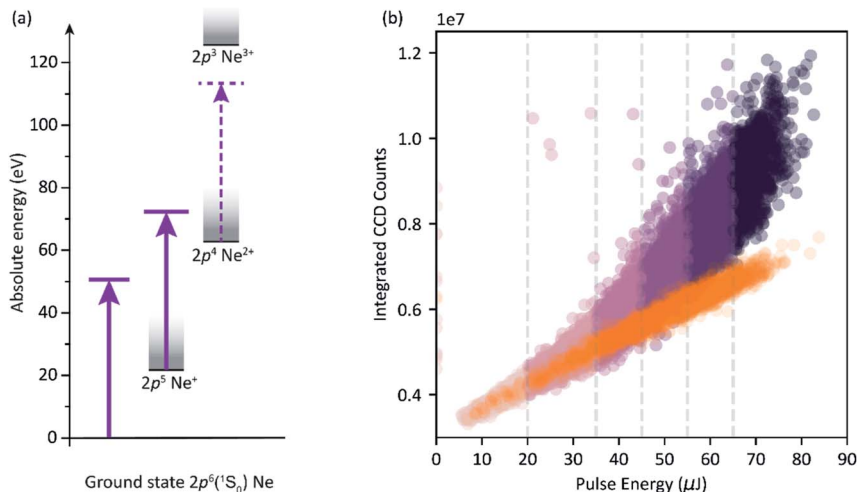 (a)
2p³ Ne³⁺
120
100
80
60
40
20
0
Absolute energy (eV)
2p⁴ Ne²⁺
2p⁵ Ne⁺
Ground state 2p⁶(¹S₀) Ne
(b)
1e7
1.2
1.0
0.8
0.6
0.4
Integrated CCD Counts
0 10 20 30 40 50 60 70 80 90
Pulse Energy (μJ)